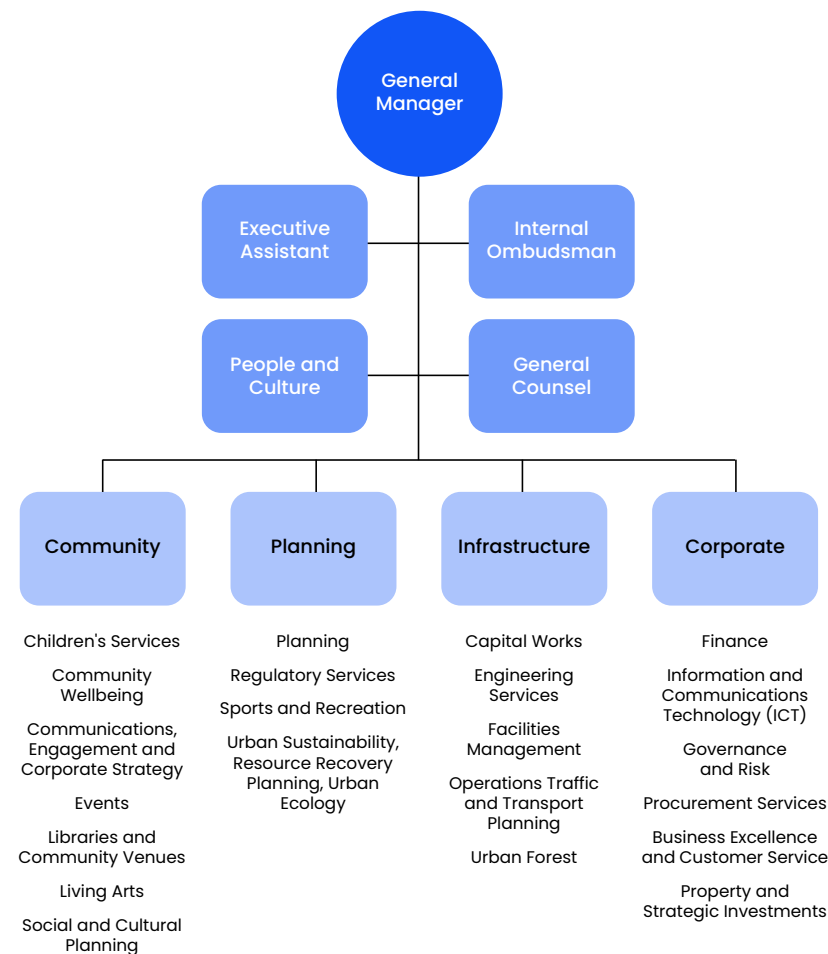 General
Manager
Executive
Assistant
Internal
Ombudsman
People and
Culture
General
Counsel
Community
Planning
Infrastructure
Corporate
Children's Services
Community
Wellbeing
Communications,
Engagement and
Corporate Strategy
Events
Libraries and
Community Venues
Living Arts
Social and Cultural
Planning
Planning
Regulatory Services
Sports and Recreation
Urban Sustainability,
Resource Recovery
Planning, Urban
Ecology
Capital Works
Engineering
Services
Facilities
Management
Operations Traffic
and Transport
Planning
Urban Forest
Finance
Information and
Communications
Technology (ICT)
Governance
and Risk
Procurement Services
Business Excellence
and Customer Service
Property and
Strategic Investments